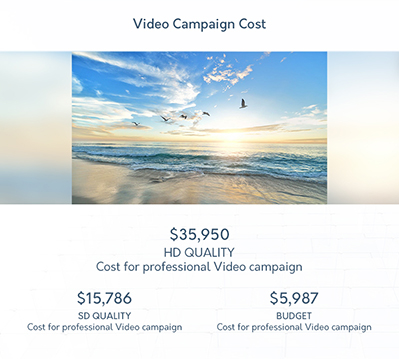 Video Campaign Cost
$35,950
HD QUALITY
Cost for professional Video campaign
$15,786
SD QUALITY
Cost for professional Video campaign
$5,987
BUDGET
Cost for professional Video campaign